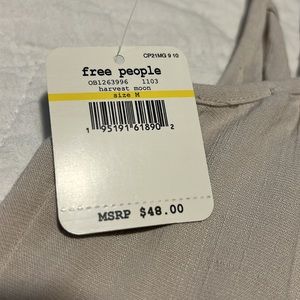 CP21MG 9 10
free people
OB1263996 1103
harvest moon
size M
1 95191 61890 2
MSRP $48.00